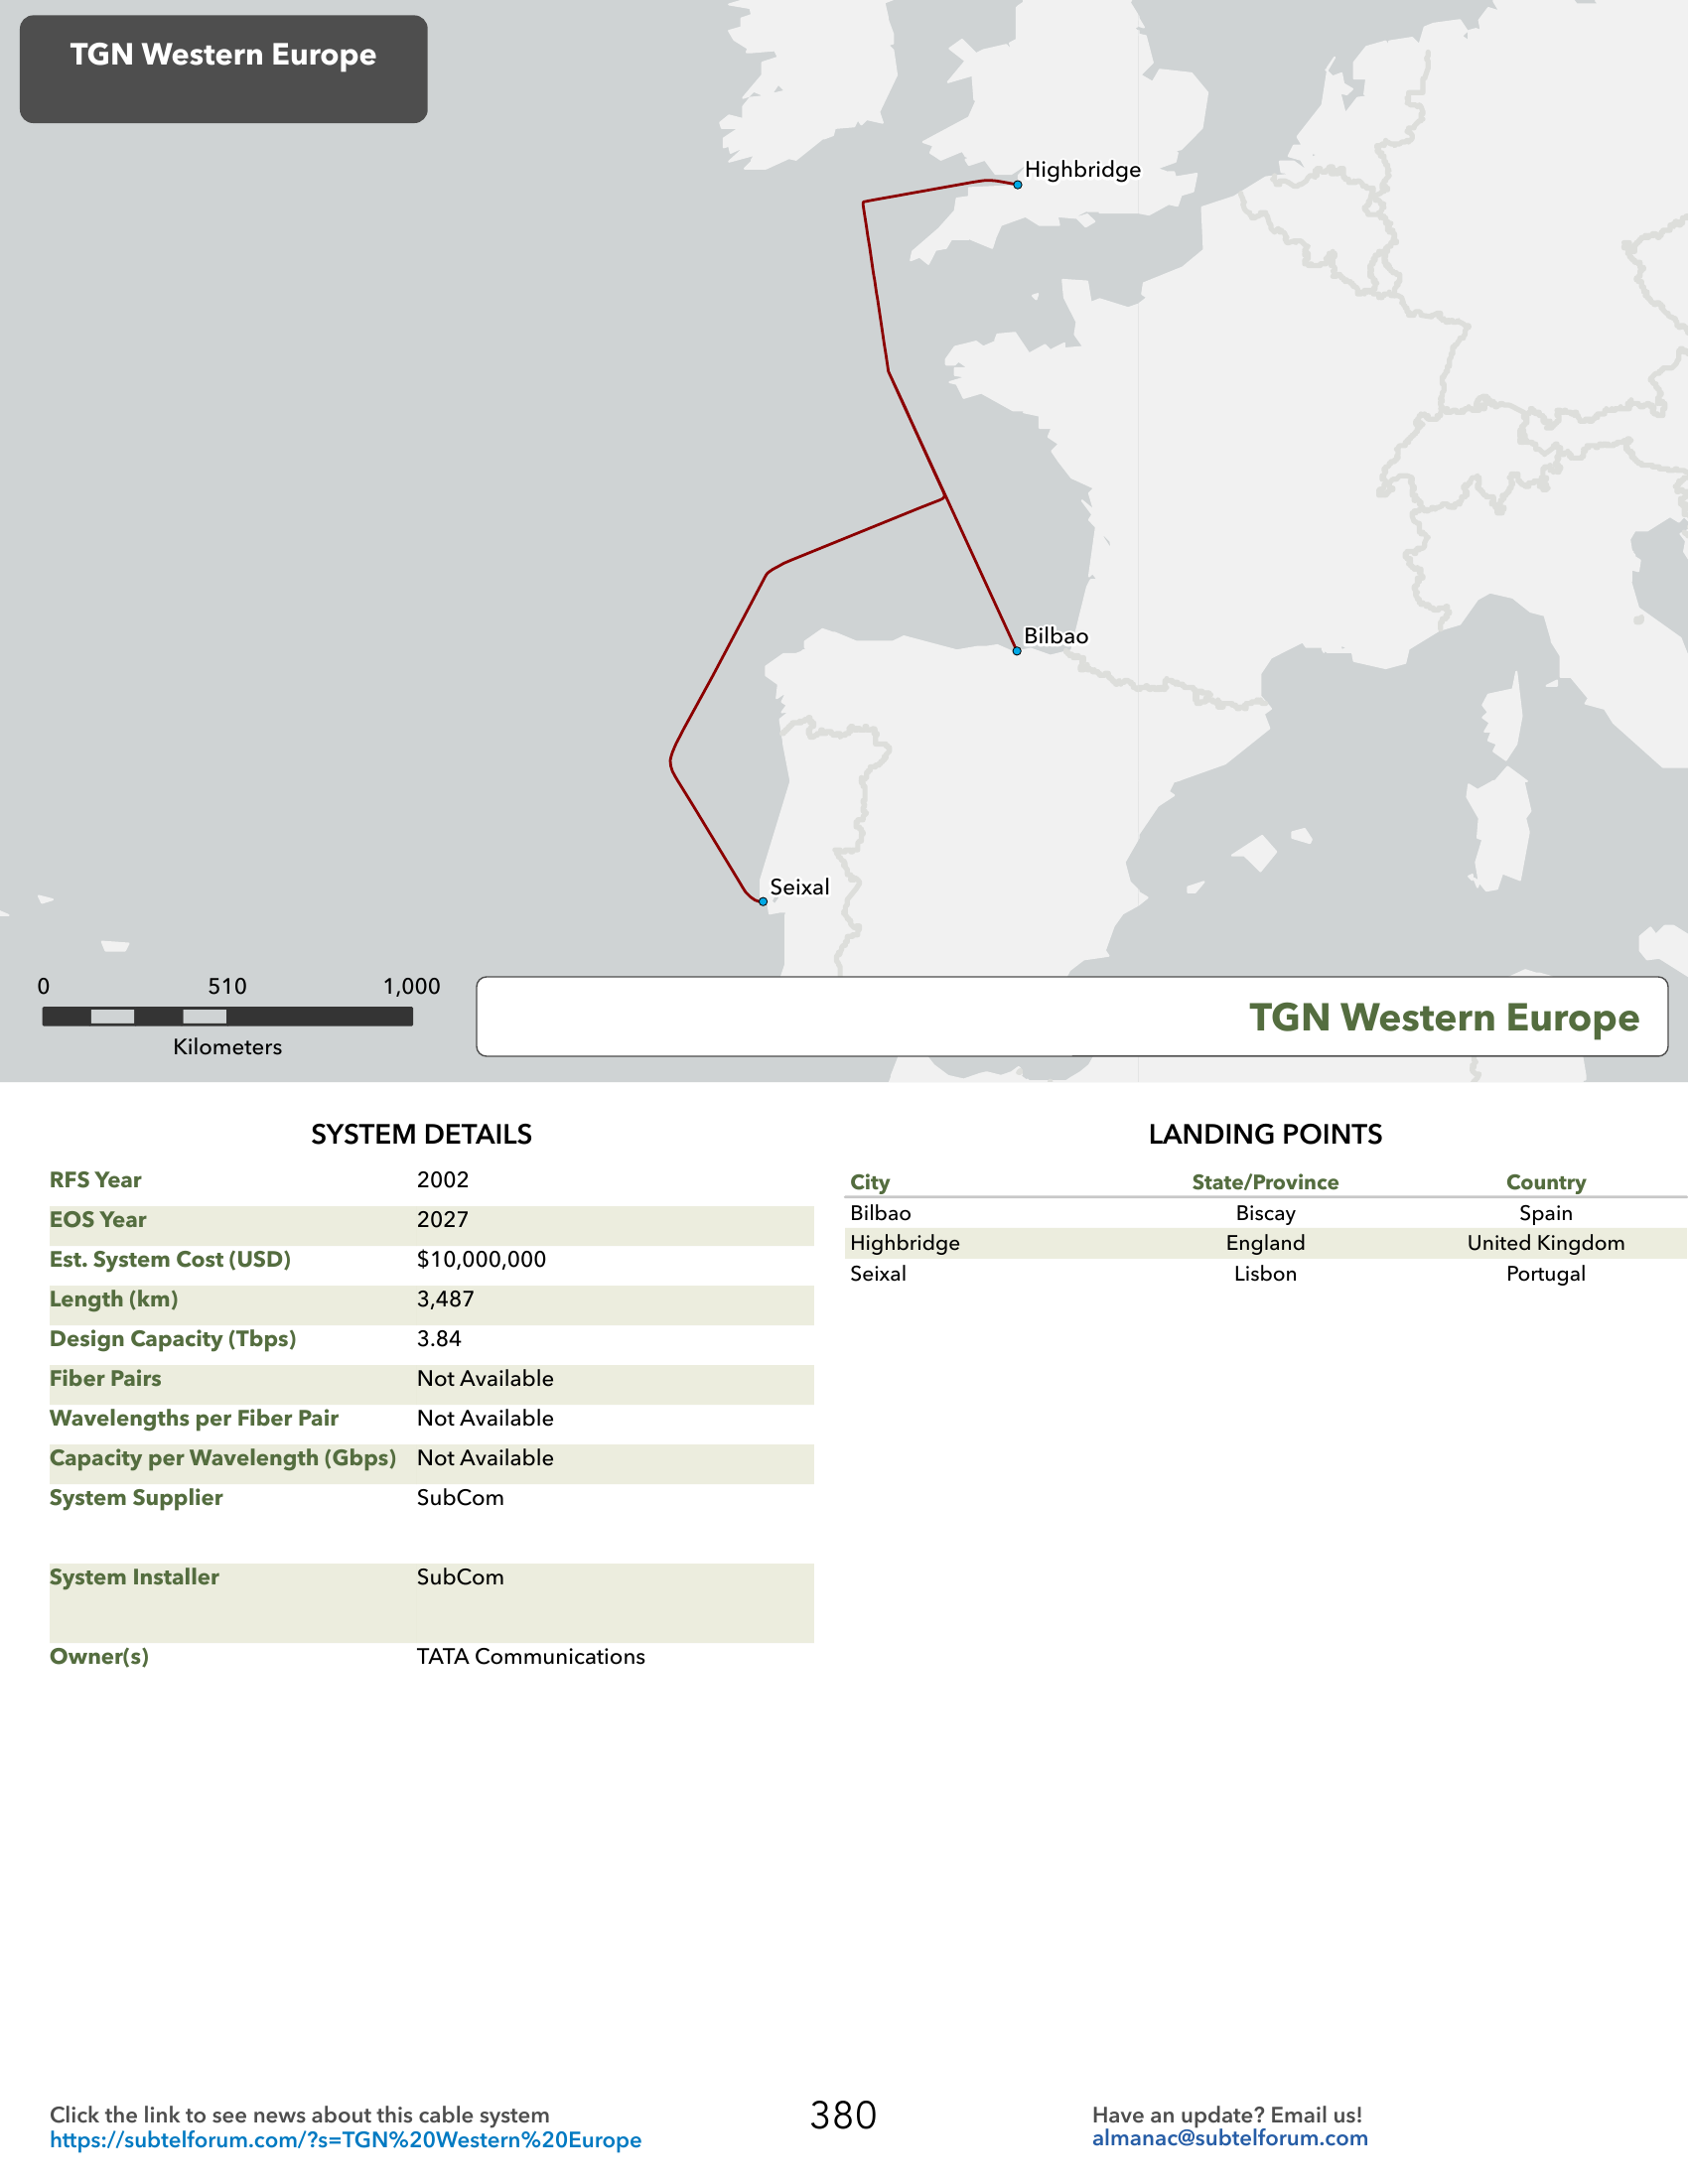 TGN Western Europe
Highbridge
Bilbao
Seixal
0 510 1,000
Kilometers
TGN Western Europe
SYSTEM DETAILS
RFS Year 2002
EOS Year 2027
Est. System Cost (USD) $10,000,000
Length (km) 3,487
Design Capacity (Tbps) 3.84
Fiber Pairs Not Available
Wavelengths per Fiber Pair Not Available
Capacity per Wavelength (Gbps) Not Available
System Supplier SubCom
System Installer SubCom
Owner(s) TATA Communications
LANDING POINTS
City State/Province Country
Bilbao Biscay Spain
Highbridge England United Kingdom
Seixal Lisbon Portugal
Click the link to see news about this cable system
https://subtelforum.com/?s=TGN%20Western%20Europe
380
Have an update? Email us!
almanac@subtelforum.com